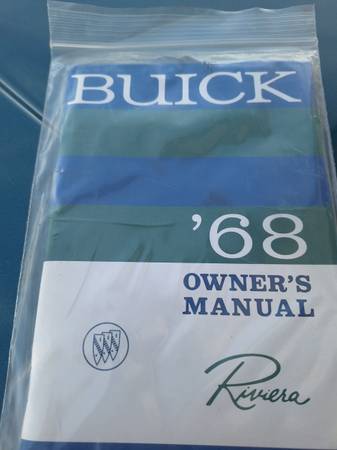 BUICK
'68
OWNER'S
MANUAL
Riviera